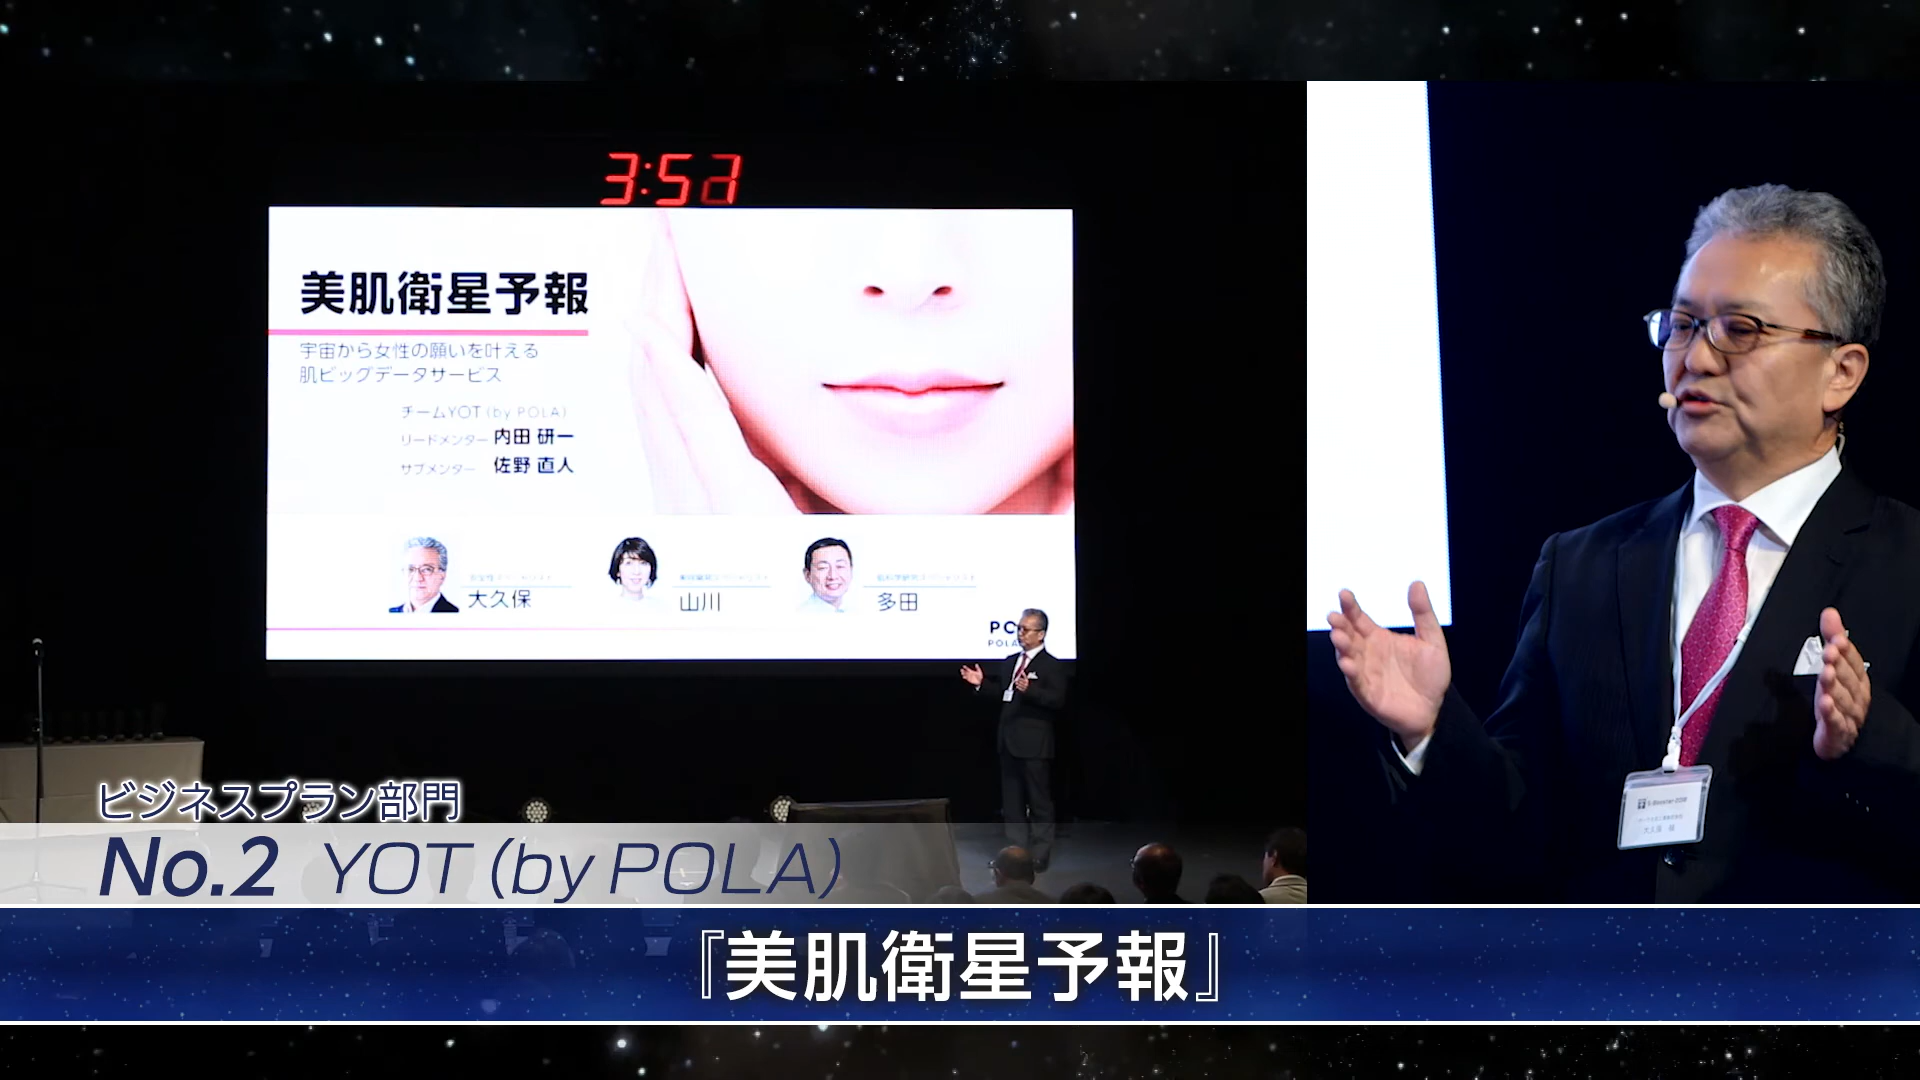 3:51
美肌衛星予報
宇宙から女性の願いを叶える
肌ビッグデータサービス
チームYOT (by POLA)
リードメンター 内田 研一
サブメンター 佐野 直人
大久保
山川
多田
ビジネスプラン部門
No.2 YOT (by POLA)
『美肌衛星予報』